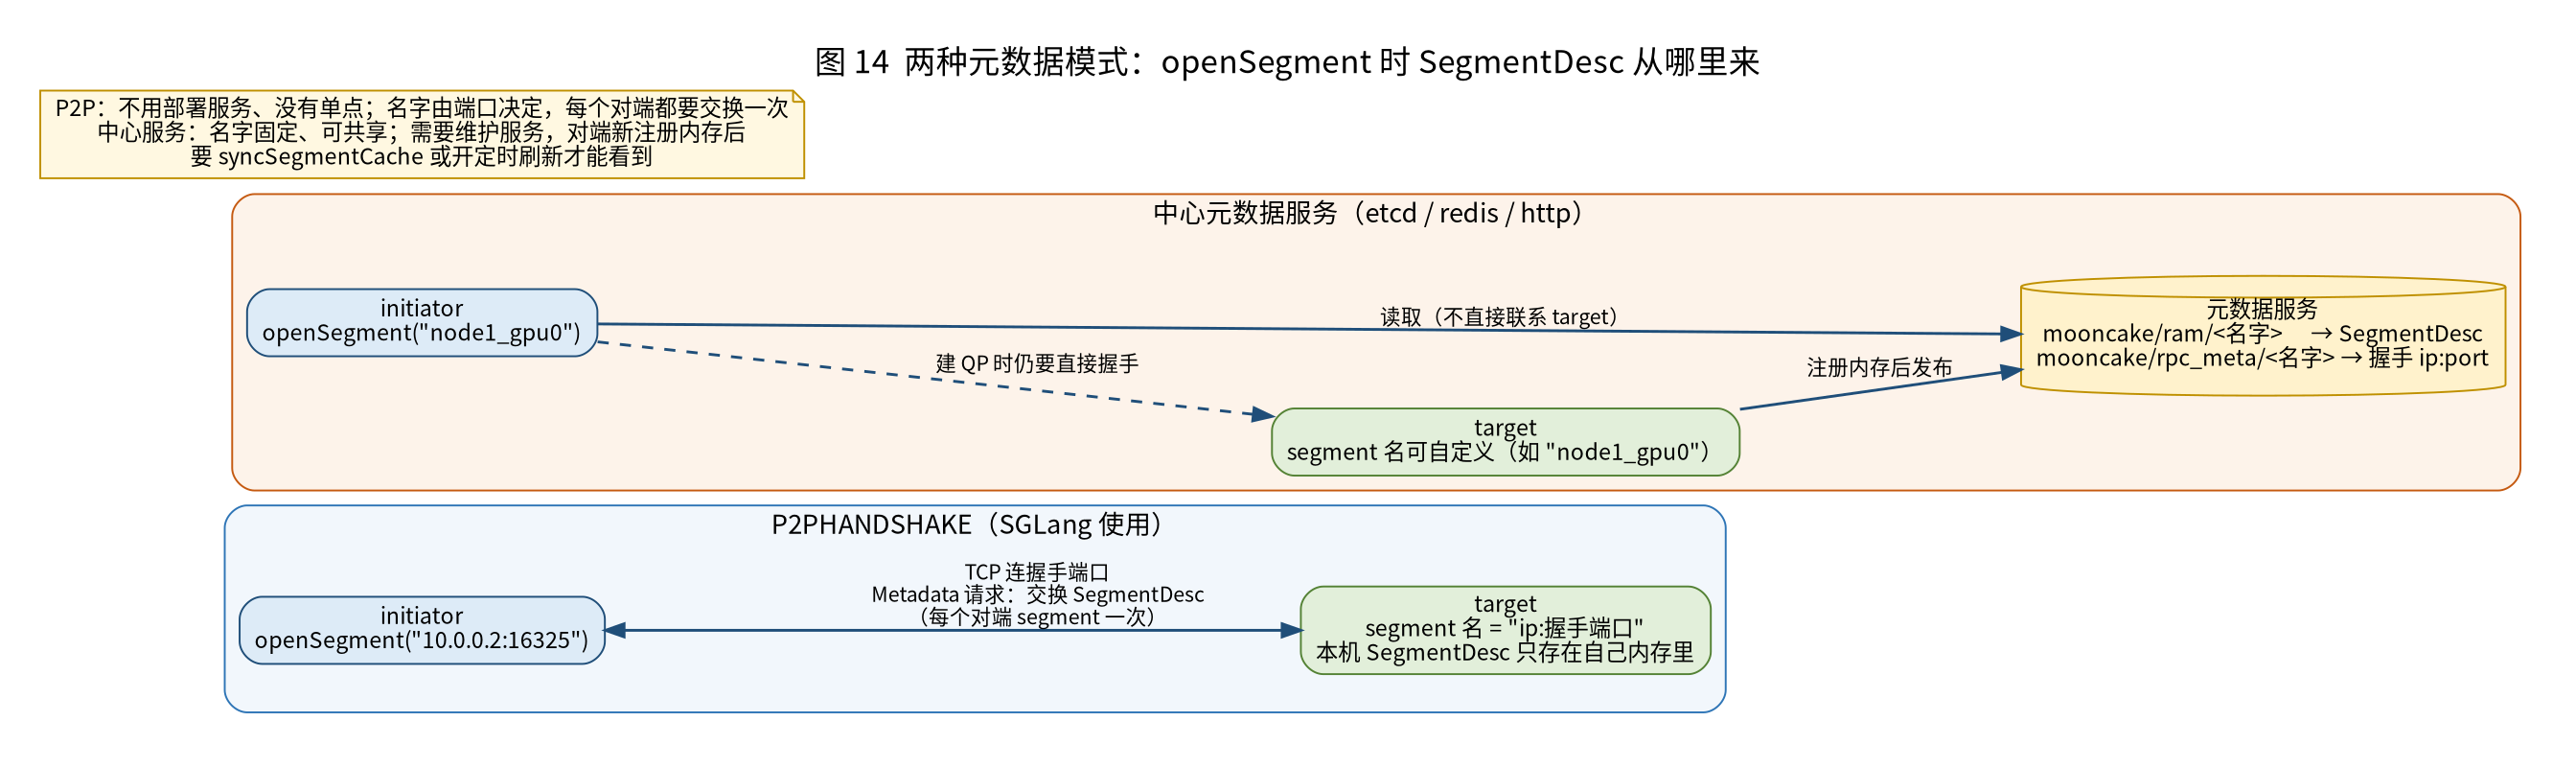 图 14  两种元数据模式：openSegment 时 SegmentDesc 从哪里来
P2P：不用部署服务、没有单点；名字由端口决定，每个对端都要交换一次
中心服务：名字固定、可共享；需要维护服务，对端新注册内存后
要 syncSegmentCache 或开定时刷新才能看到
中心元数据服务（etcd / redis / http）
initiator
openSegment("node1_gpu0")
读取（不直接联系 target）
建 QP 时仍要直接握手
注册内存后发布
元数据服务
mooncake/ram/<名字>    → SegmentDesc
mooncake/rpc_meta/<名字> → 握手 ip:port
target
segment 名可自定义（如 "node1_gpu0"）
P2PHANDSHAKE（SGLang 使用）
initiator
openSegment("10.0.0.2:16325")
TCP 连握手端口
Metadata 请求：交换 SegmentDesc
（每个对端 segment 一次）
target
segment 名 = "ip:握手端口"
本机 SegmentDesc 只存在自己内存里